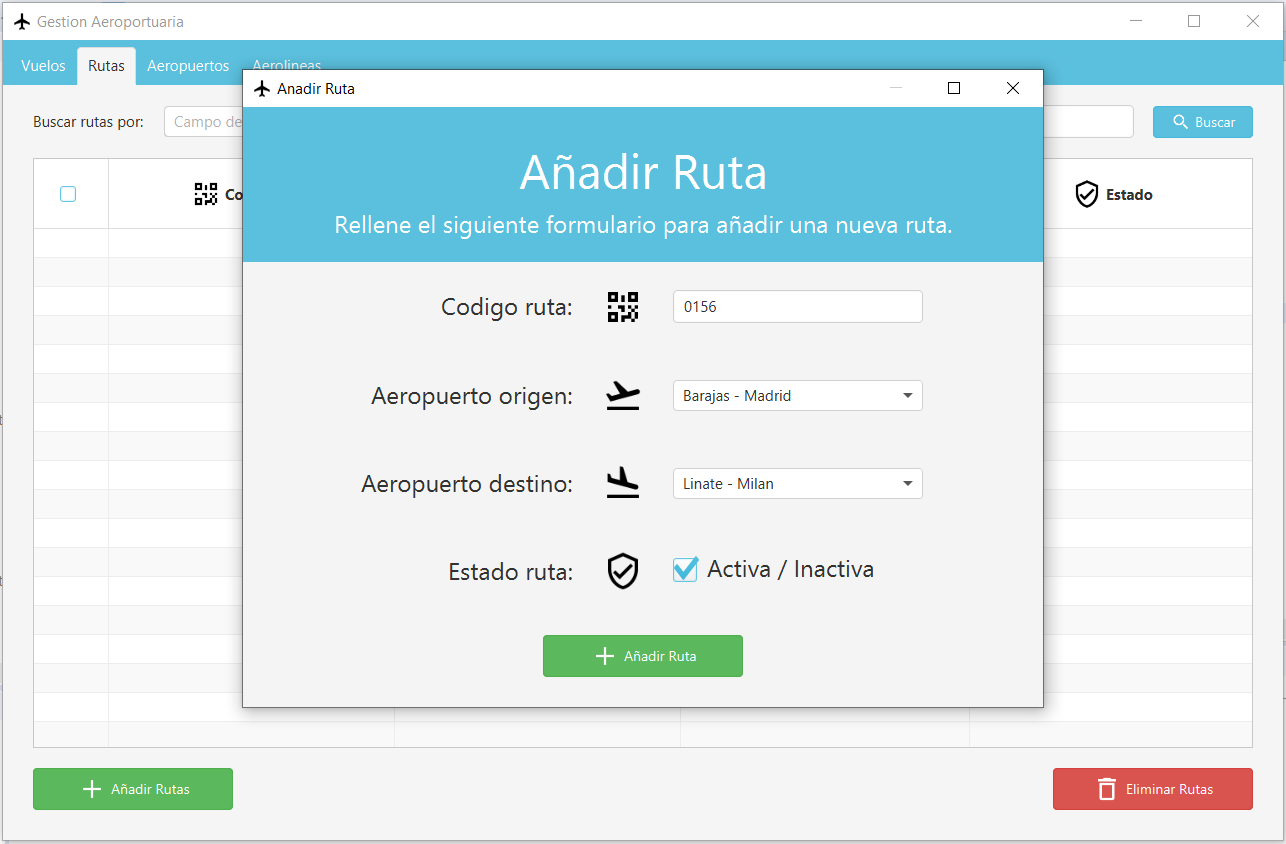 Gestion Aeroportuaria
Vuelos Rutas Aeropuertos Aerolineas
Buscar rutas por: Campo de Buscar
Co Estado
Anadir Ruta
Añadir Ruta
Rellene el siguiente formulario para añadir una nueva ruta.
Codigo ruta: 0156
Aeropuerto origen: Barajas - Madrid
Aeropuerto destino: Linate - Milan
Estado ruta: Activa / Inactiva
Añadir Ruta
Añadir Rutas Eliminar Rutas